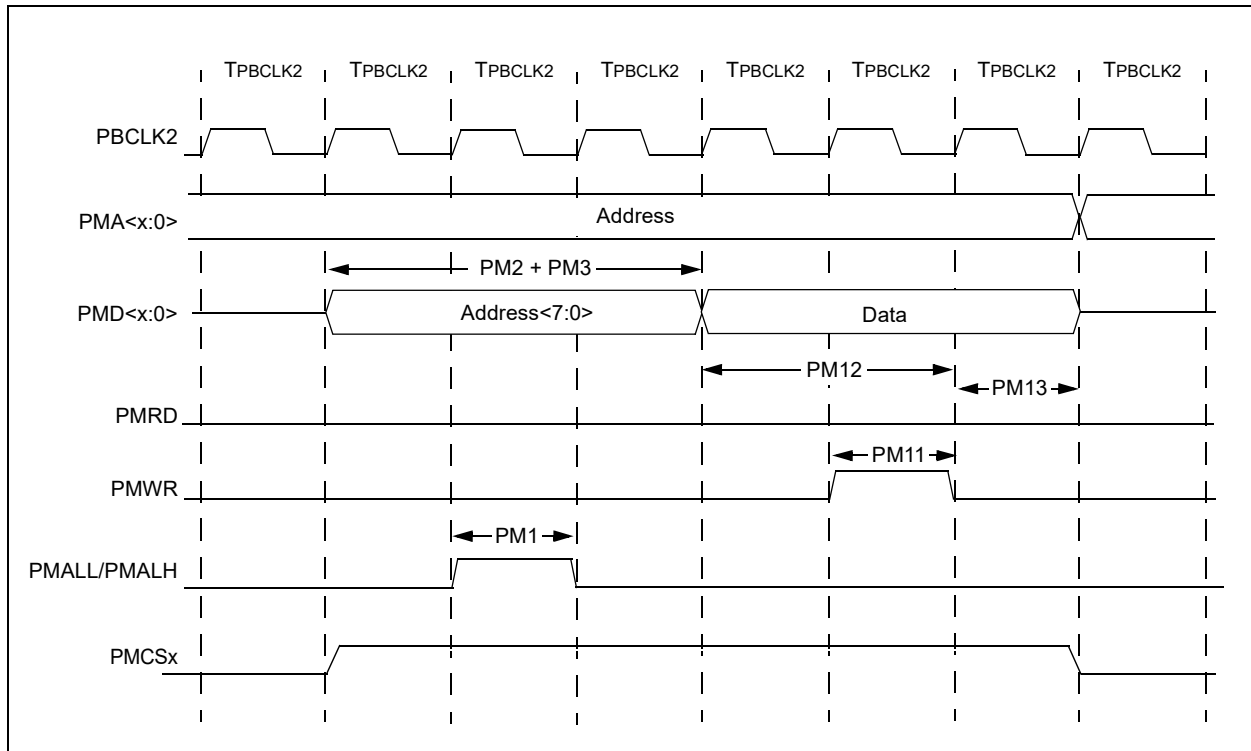 TPBCLK2 TPBCLK2 TPBCLK2 TPBCLK2 TPBCLK2 TPBCLK2 TPBCLK2 TPBCLK2
PBCLK2
PMA<x:0> Address
PM2 + PM3
PMD<x:0> Address<7:0> Data
PM12
PM13
PMRD
PM11
PMWR
PM1
PMALL/PMALH
PMCSx